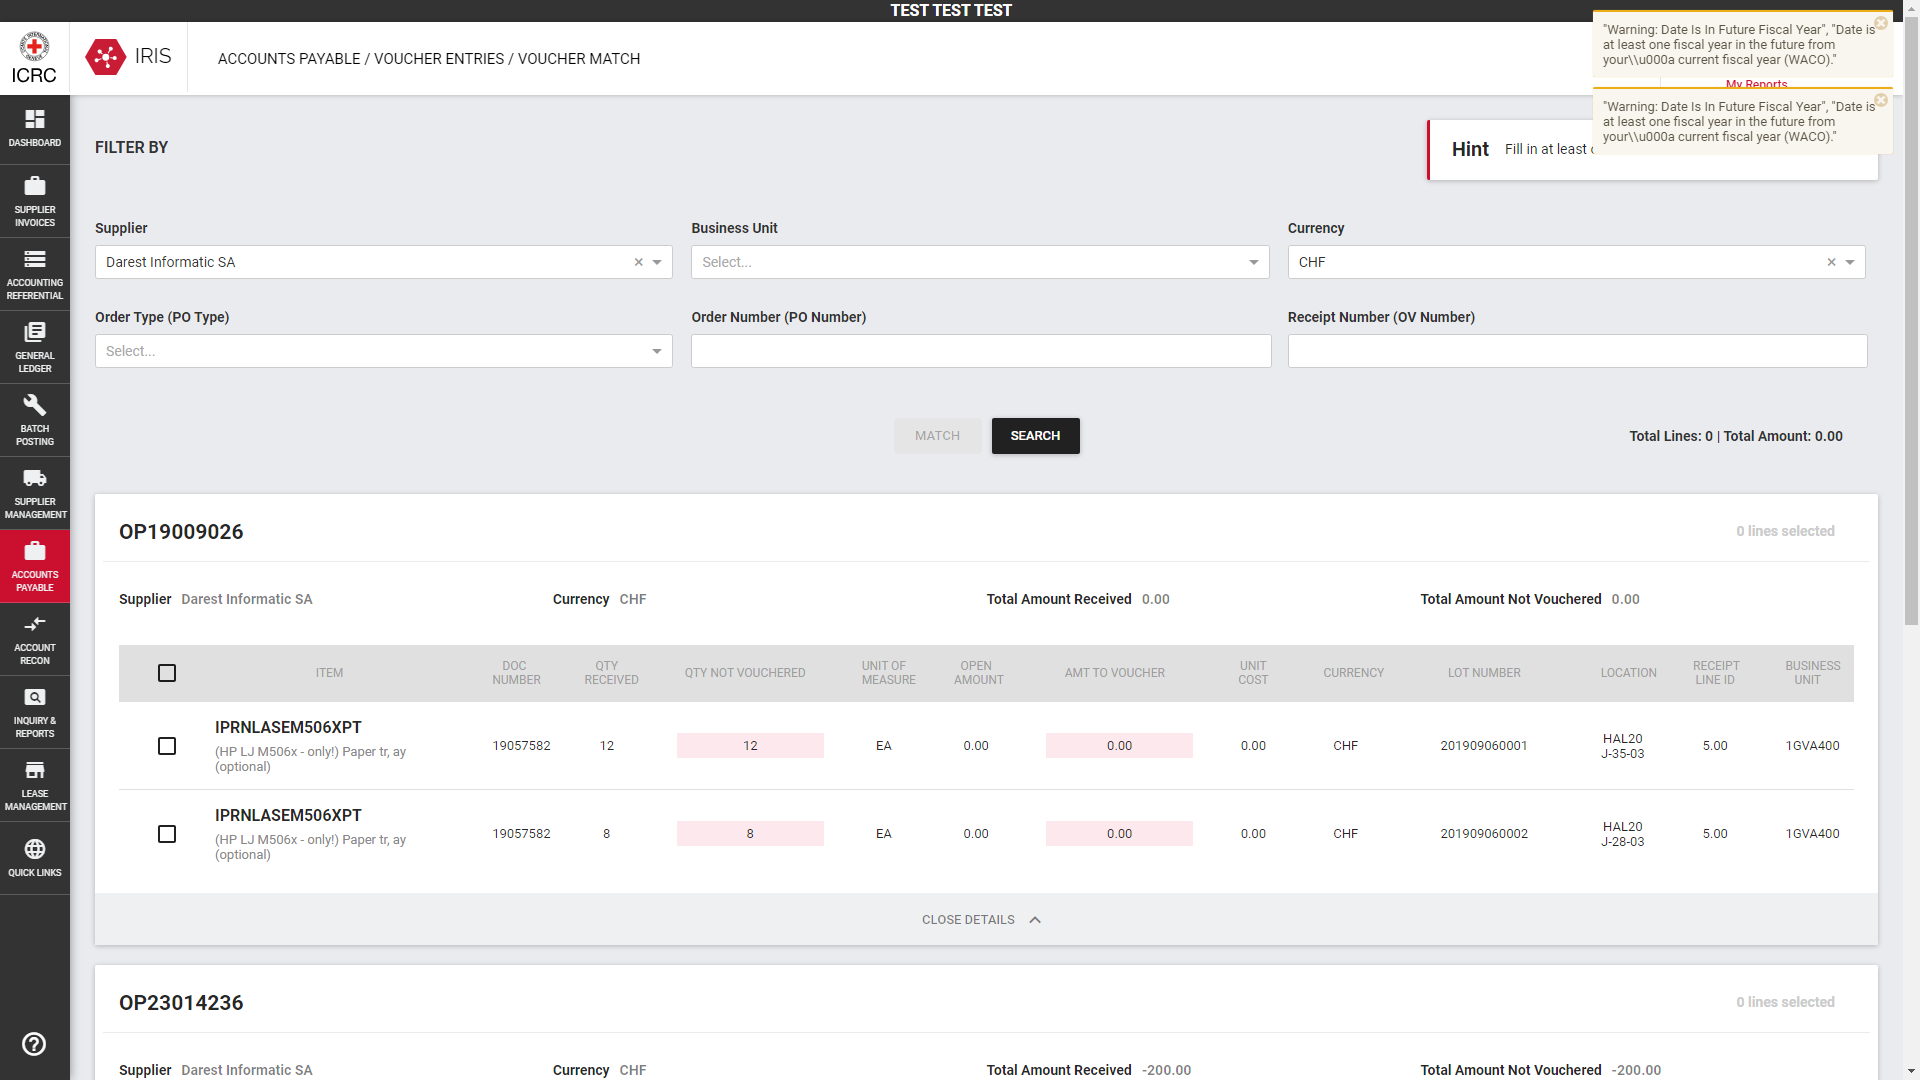 TEST TEST TEST
ICRC
IRIS
ACCOUNTS PAYABLE / VOUCHER ENTRIES / VOUCHER MATCH
"Warning: Date Is In Future Fiscal Year", "Date is
at least one fiscal year in the future from
your\\u000a current fiscal year (WACO)."
My Reports
"Warning: Date Is In Future Fiscal Year", "Date is
at least one fiscal year in the future from
your\\u000a current fiscal year (WACO)."
DASHBOARD
SUPPLIER
INVOICES
ACCOUNTING
REFERENTIAL
GENERAL
LEDGER
BATCH
POSTING
SUPPLIER
MANAGEMENT
ACCOUNTS
PAYABLE
ACCOUNT
RECON
INQUIRY &
REPORTS
LEASE
MANAGEMENT
QUICK LINKS
FILTER BY
Hint Fill in at least
Supplier Business Unit Currency
Darest Informatic SA Select... CHF
Order Type (PO Type) Order Number (PO Number) Receipt Number (OV Number)
Select...
MATCH SEARCH Total Lines: 0 | Total Amount: 0.00
OP19009026 0 lines selected
Supplier Darest Informatic SA Currency CHF Total Amount Received 0.00 Total Amount Not Vouchered 0.00
ITEM DOC NUMBER QTY RECEIVED QTY NOT VOUCHERED UNIT OF MEASURE OPEN AMOUNT AMT TO VOUCHER UNIT COST CURRENCY LOT NUMBER LOCATION RECEIPT LINE ID BUSINESS UNIT
IPRNLASEM506XPT
(HP LJ M506x - only!) Paper tr, ay
(optional)
19057582 12 12 EA 0.00 0.00 0.00 CHF 201909060001 HAL20 J-35-03 5.00 1GVA400
IPRNLASEM506XPT
(HP LJ M506x - only!) Paper tr, ay
(optional)
19057582 8 8 EA 0.00 0.00 0.00 CHF 201909060002 HAL20 J-28-03 5.00 1GVA400
CLOSE DETAILS
OP23014236 0 lines selected
Supplier Darest Informatic SA Currency CHF Total Amount Received -200.00 Total Amount Not Vouchered -200.00